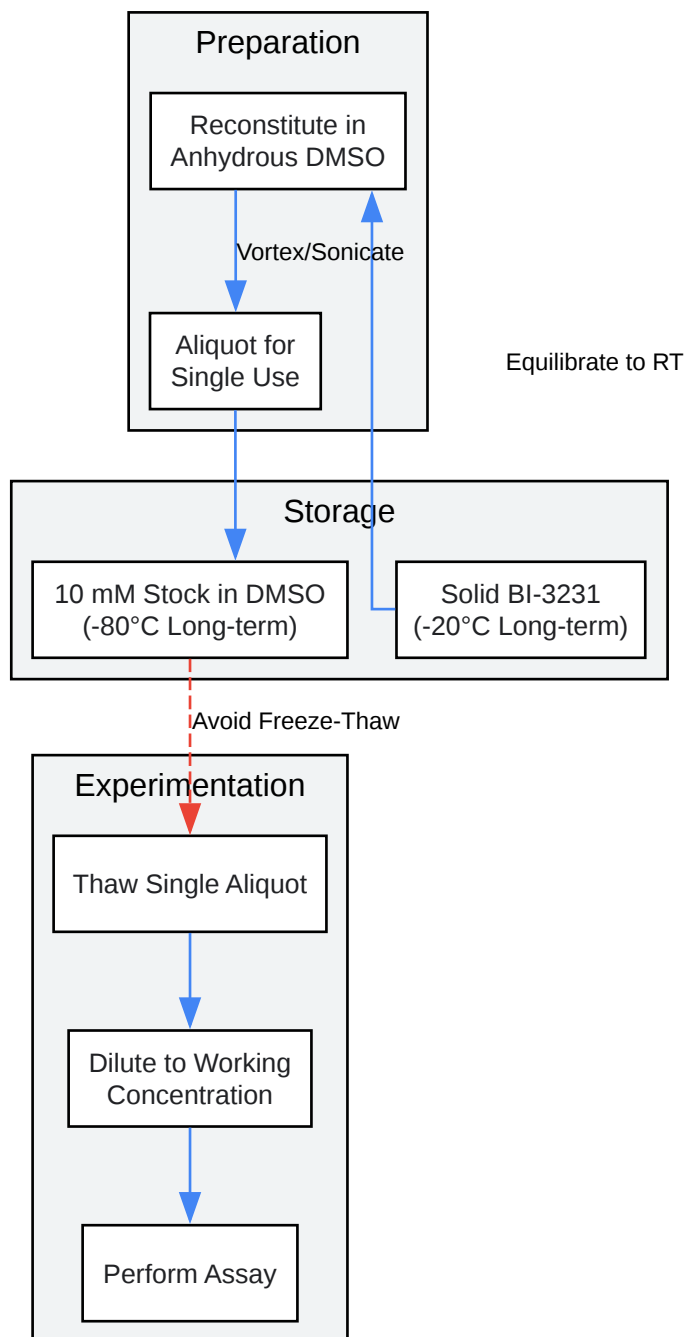 Preparation
Reconstitute in
Anhydrous DMSO
Vortex/Sonicate
Aliquot for
Single Use
Equilibrate to RT
Storage
10 mM Stock in DMSO
(-80°C Long-term)
Solid BI-3231
(-20°C Long-term)
Avoid Freeze-Thaw
Experimentation
Thaw Single Aliquot
Dilute to Working
Concentration
Perform Assay